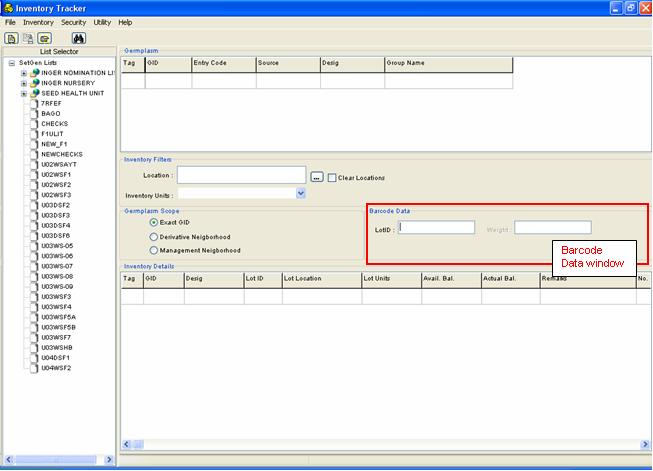 Inventory Tracker
File Inventory Security Utility Help
List Selector
SetGen Lists
INGER NOMINATION LI
INGER NURSERY
SEED HEALTH UNIT
7RFEF
BAGO
CHECKS
F1ULIT
NEW_F1
NEWCHECKS
U02WSAYT
U02WSF1
U02WSF2
U02WSF3
U03DSF2
U03DSF3
U03DSF4
U03DSF6
U03WS-05
U03WS-06
U03WS-07
U03WS-08
U03WS-09
U03WSF3
U03WSF4
U03WSF5A
U03WSF5B
U03WSF7
U03WSHB
U04DSF1
U04WSF2
Germplasm
Tag GID Entry Code Source Desig Group Name
Inventory Filters
Location : ... Clear Locations
Inventory Units :
Germplasm Scope
Exact GID
Derivative Neigborhood
Management Neigborhood
Barcode Data
LotID : Weight :
Barcode
Data window
Inventory Details
Tag GID Desig Lot ID Lot Location Lot Units Avail. Bal. Actual Bal. Remarks No.